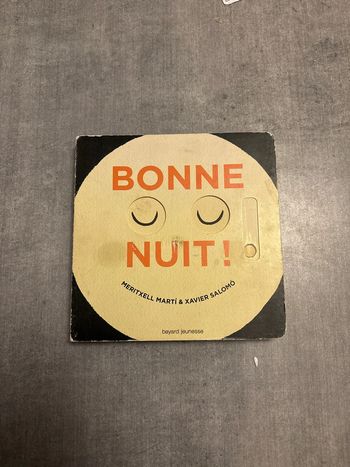 BONNE
NUIT !
MERITXELL MARTÍ & XAVIER SALOMÓ
bayard jeunesse